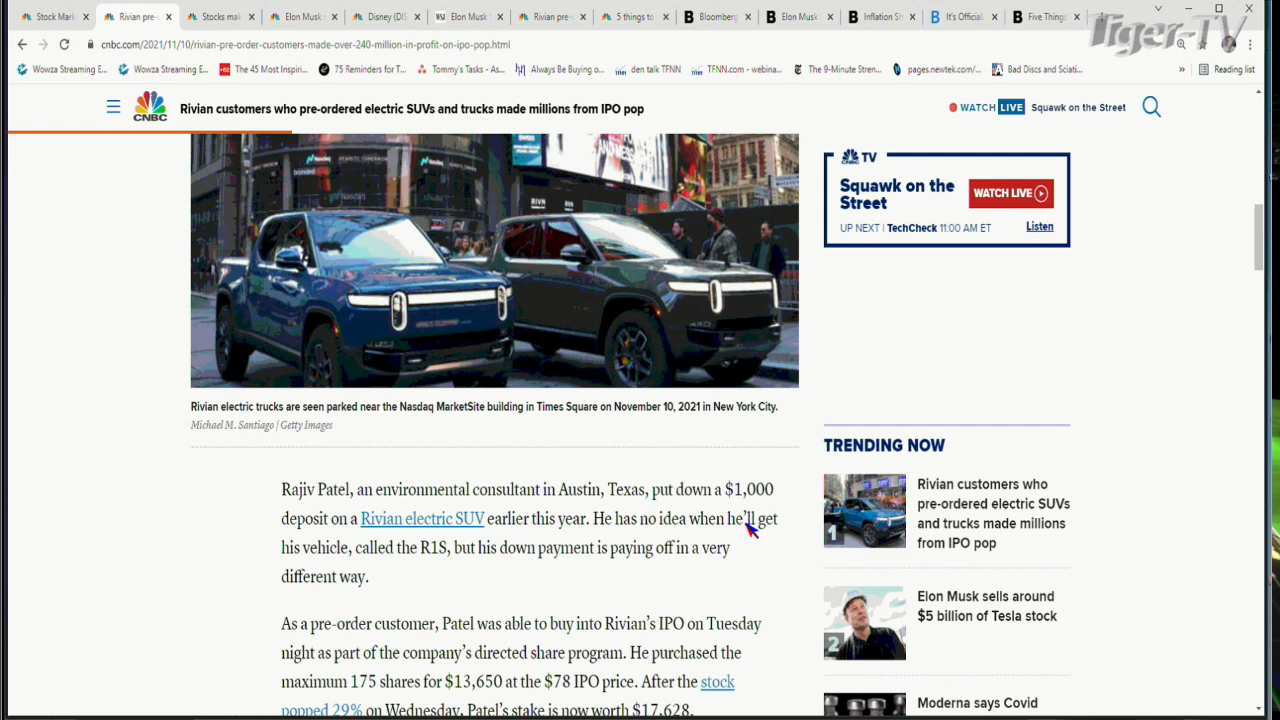 Stock Mark
Rivian pre-
Stocks mak
Elon Musk s
Disney (DIS
Elon Musk S
Rivian pre-
5 things to
Bloomberg
Elon Musk
Inflation Sh
It's Official
Five Things
Tiger-TV
cnbc.com/2021/11/10/rivian-pre-order-customers-made-over-240-million-in-profit-on-ipo-pop.html
Wowza Streaming E...
Wowza Streaming E...
The 45 Most Inspiri...
75 Reminders for T...
Tommy's Tasks - As...
Always Be Buying o...
den talk TFNN
TFNN.com - webina...
The 9-Minute Stren...
pages.newtek.com/...
Bad Discs and Sciati...
»
Reading list
CNBC
Rivian customers who pre-ordered electric SUVs and trucks made millions from IPO pop
WATCH LIVE Squawk on the Street
TV
Squawk on the
Street
WATCH LIVE
UP NEXT | TechCheck 11:00 AM ET
Listen
Rivian electric trucks are seen parked near the Nasdaq MarketSite building in Times Square on November 10, 2021 in New York City.
Michael M. Santiago | Getty Images
TRENDING NOW
Rajiv Patel, an environmental consultant in Austin, Texas, put down a $1,000
deposit on a Rivian electric SUV earlier this year. He has no idea when he'll get
his vehicle, called the R1S, but his down payment is paying off in a very
different way.
As a pre-order customer, Patel was able to buy into Rivian's IPO on Tuesday
night as part of the company's directed share program. He purchased the
maximum 175 shares for $13,650 at the $78 IPO price. After the stock
popped 29% on Wednesday, Patel's stake is now worth $17,628.
1
Rivian customers who
pre-ordered electric SUVs
and trucks made millions
from IPO pop
2
Elon Musk sells around
$5 billion of Tesla stock
Moderna says Covid